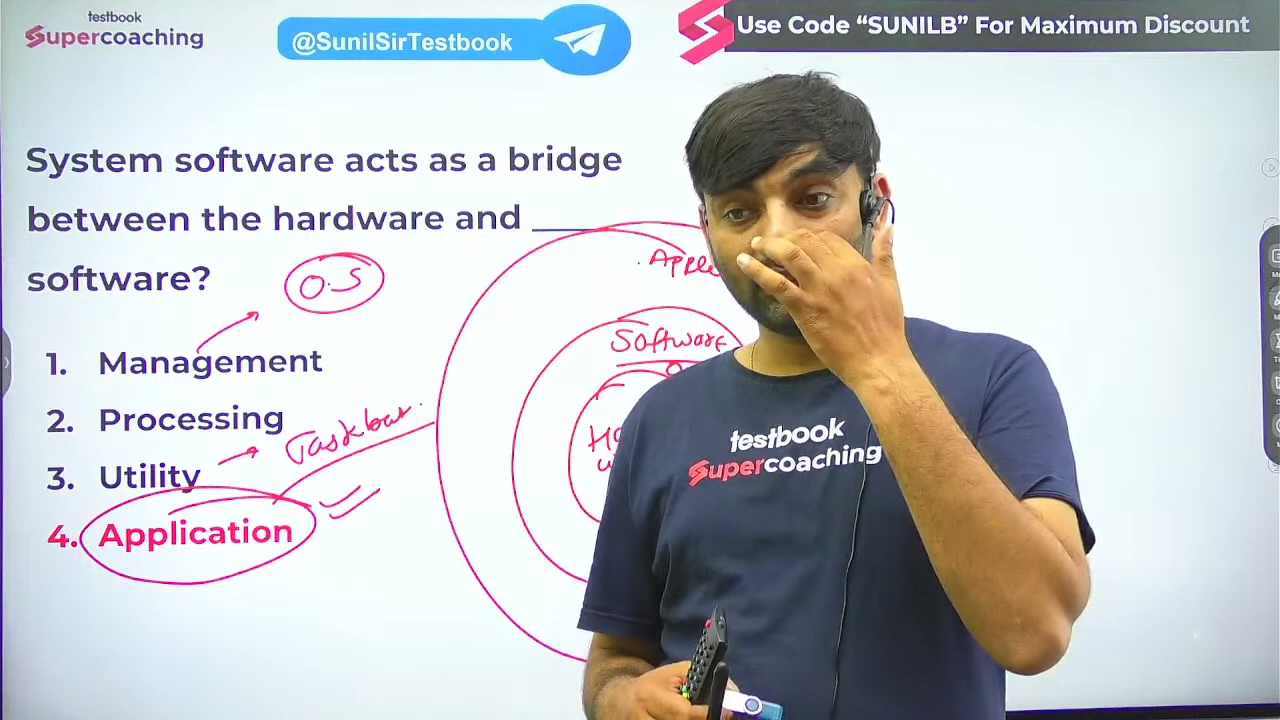 testbook
Supercoaching
@SunilSirTestbook
Use Code “SUNILB” For Maximum Discount
System software acts as a bridge
between the hardware and ____
software?
O.S
1. Management
2. Processing
3. Utility
Taskbar.
4. Application
Software
testbook
Supercoaching